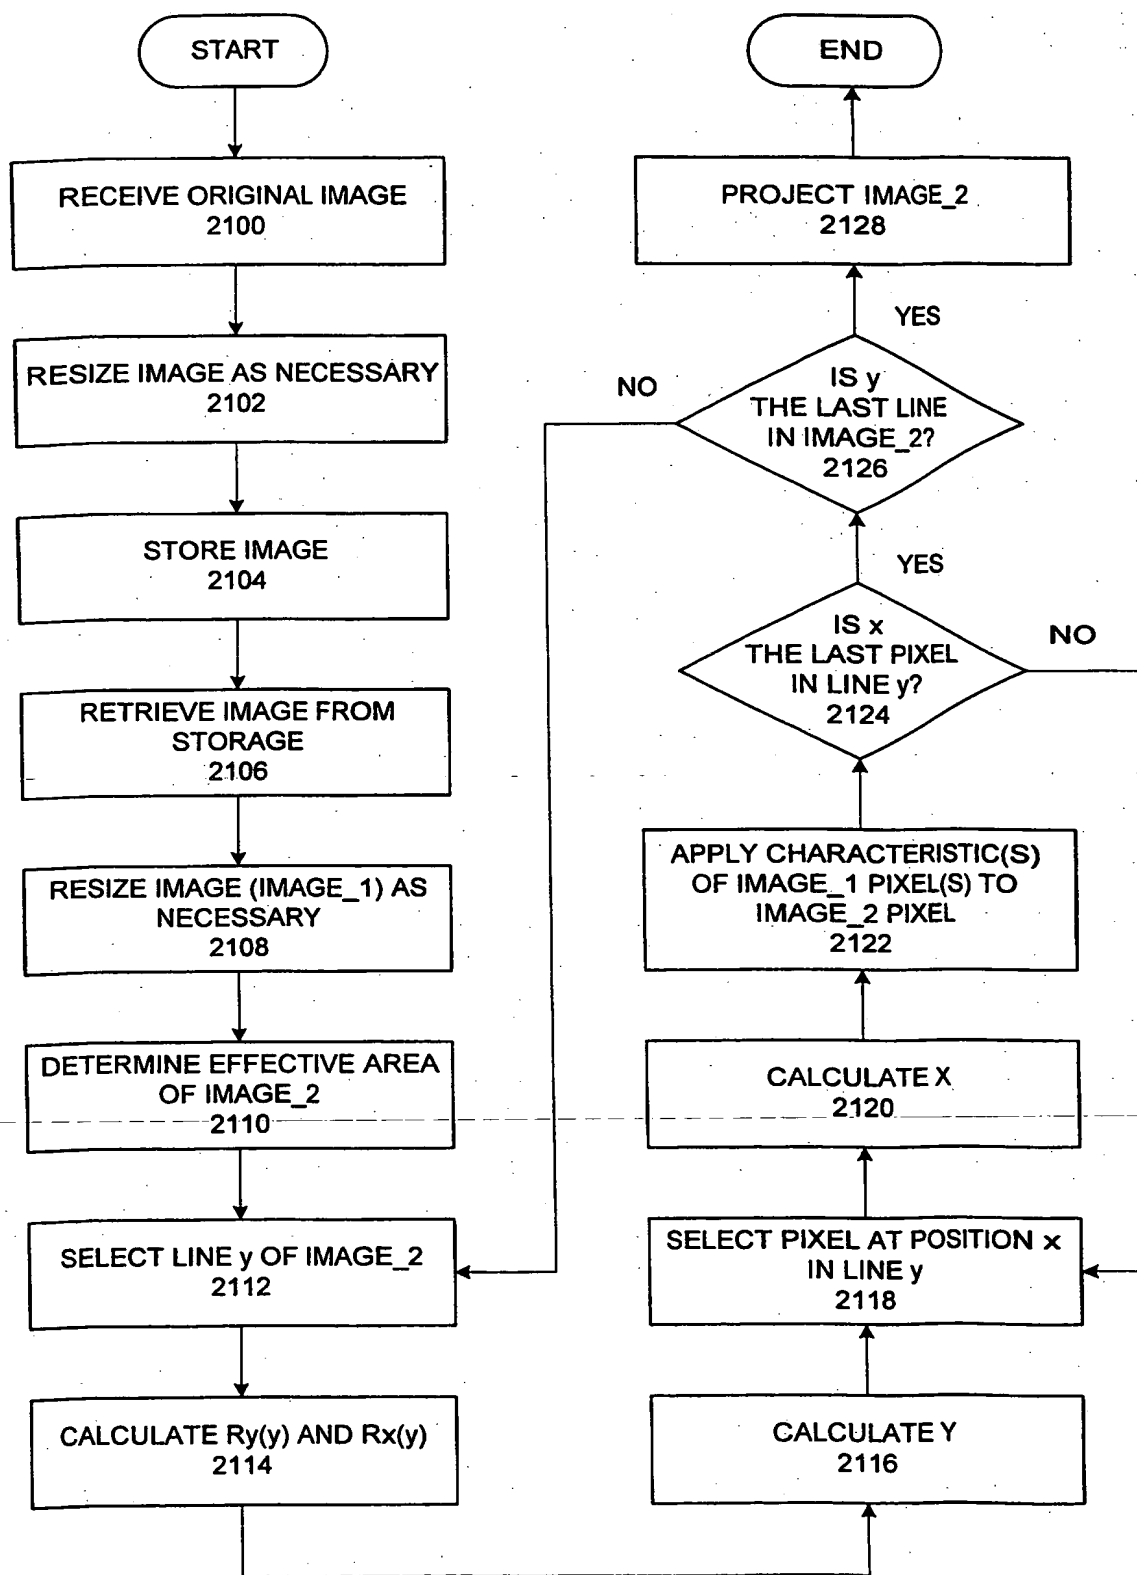 START
RECEIVE ORIGINAL IMAGE
2100
RESIZE IMAGE AS NECESSARY
2102
STORE IMAGE
2104
RETRIEVE IMAGE FROM
STORAGE
2106
RESIZE IMAGE (IMAGE_1) AS
NECESSARY
2108
DETERMINE EFFECTIVE AREA
OF IMAGE_2
2110
SELECT LINE y OF IMAGE_2
2112
CALCULATE Ry(y) AND Rx(y)
2114
END
PROJECT IMAGE_2
2128
YES
IS y
THE LAST LINE
IN IMAGE_2?
2126
NO
YES
IS x
THE LAST PIXEL
IN LINE y?
2124
NO
APPLY CHARACTERISTIC(S)
OF IMAGE_1 PIXEL(S) TO
IMAGE_2 PIXEL
2122
CALCULATE X
2120
SELECT PIXEL AT POSITION x
IN LINE y
2118
CALCULATE Y
2116